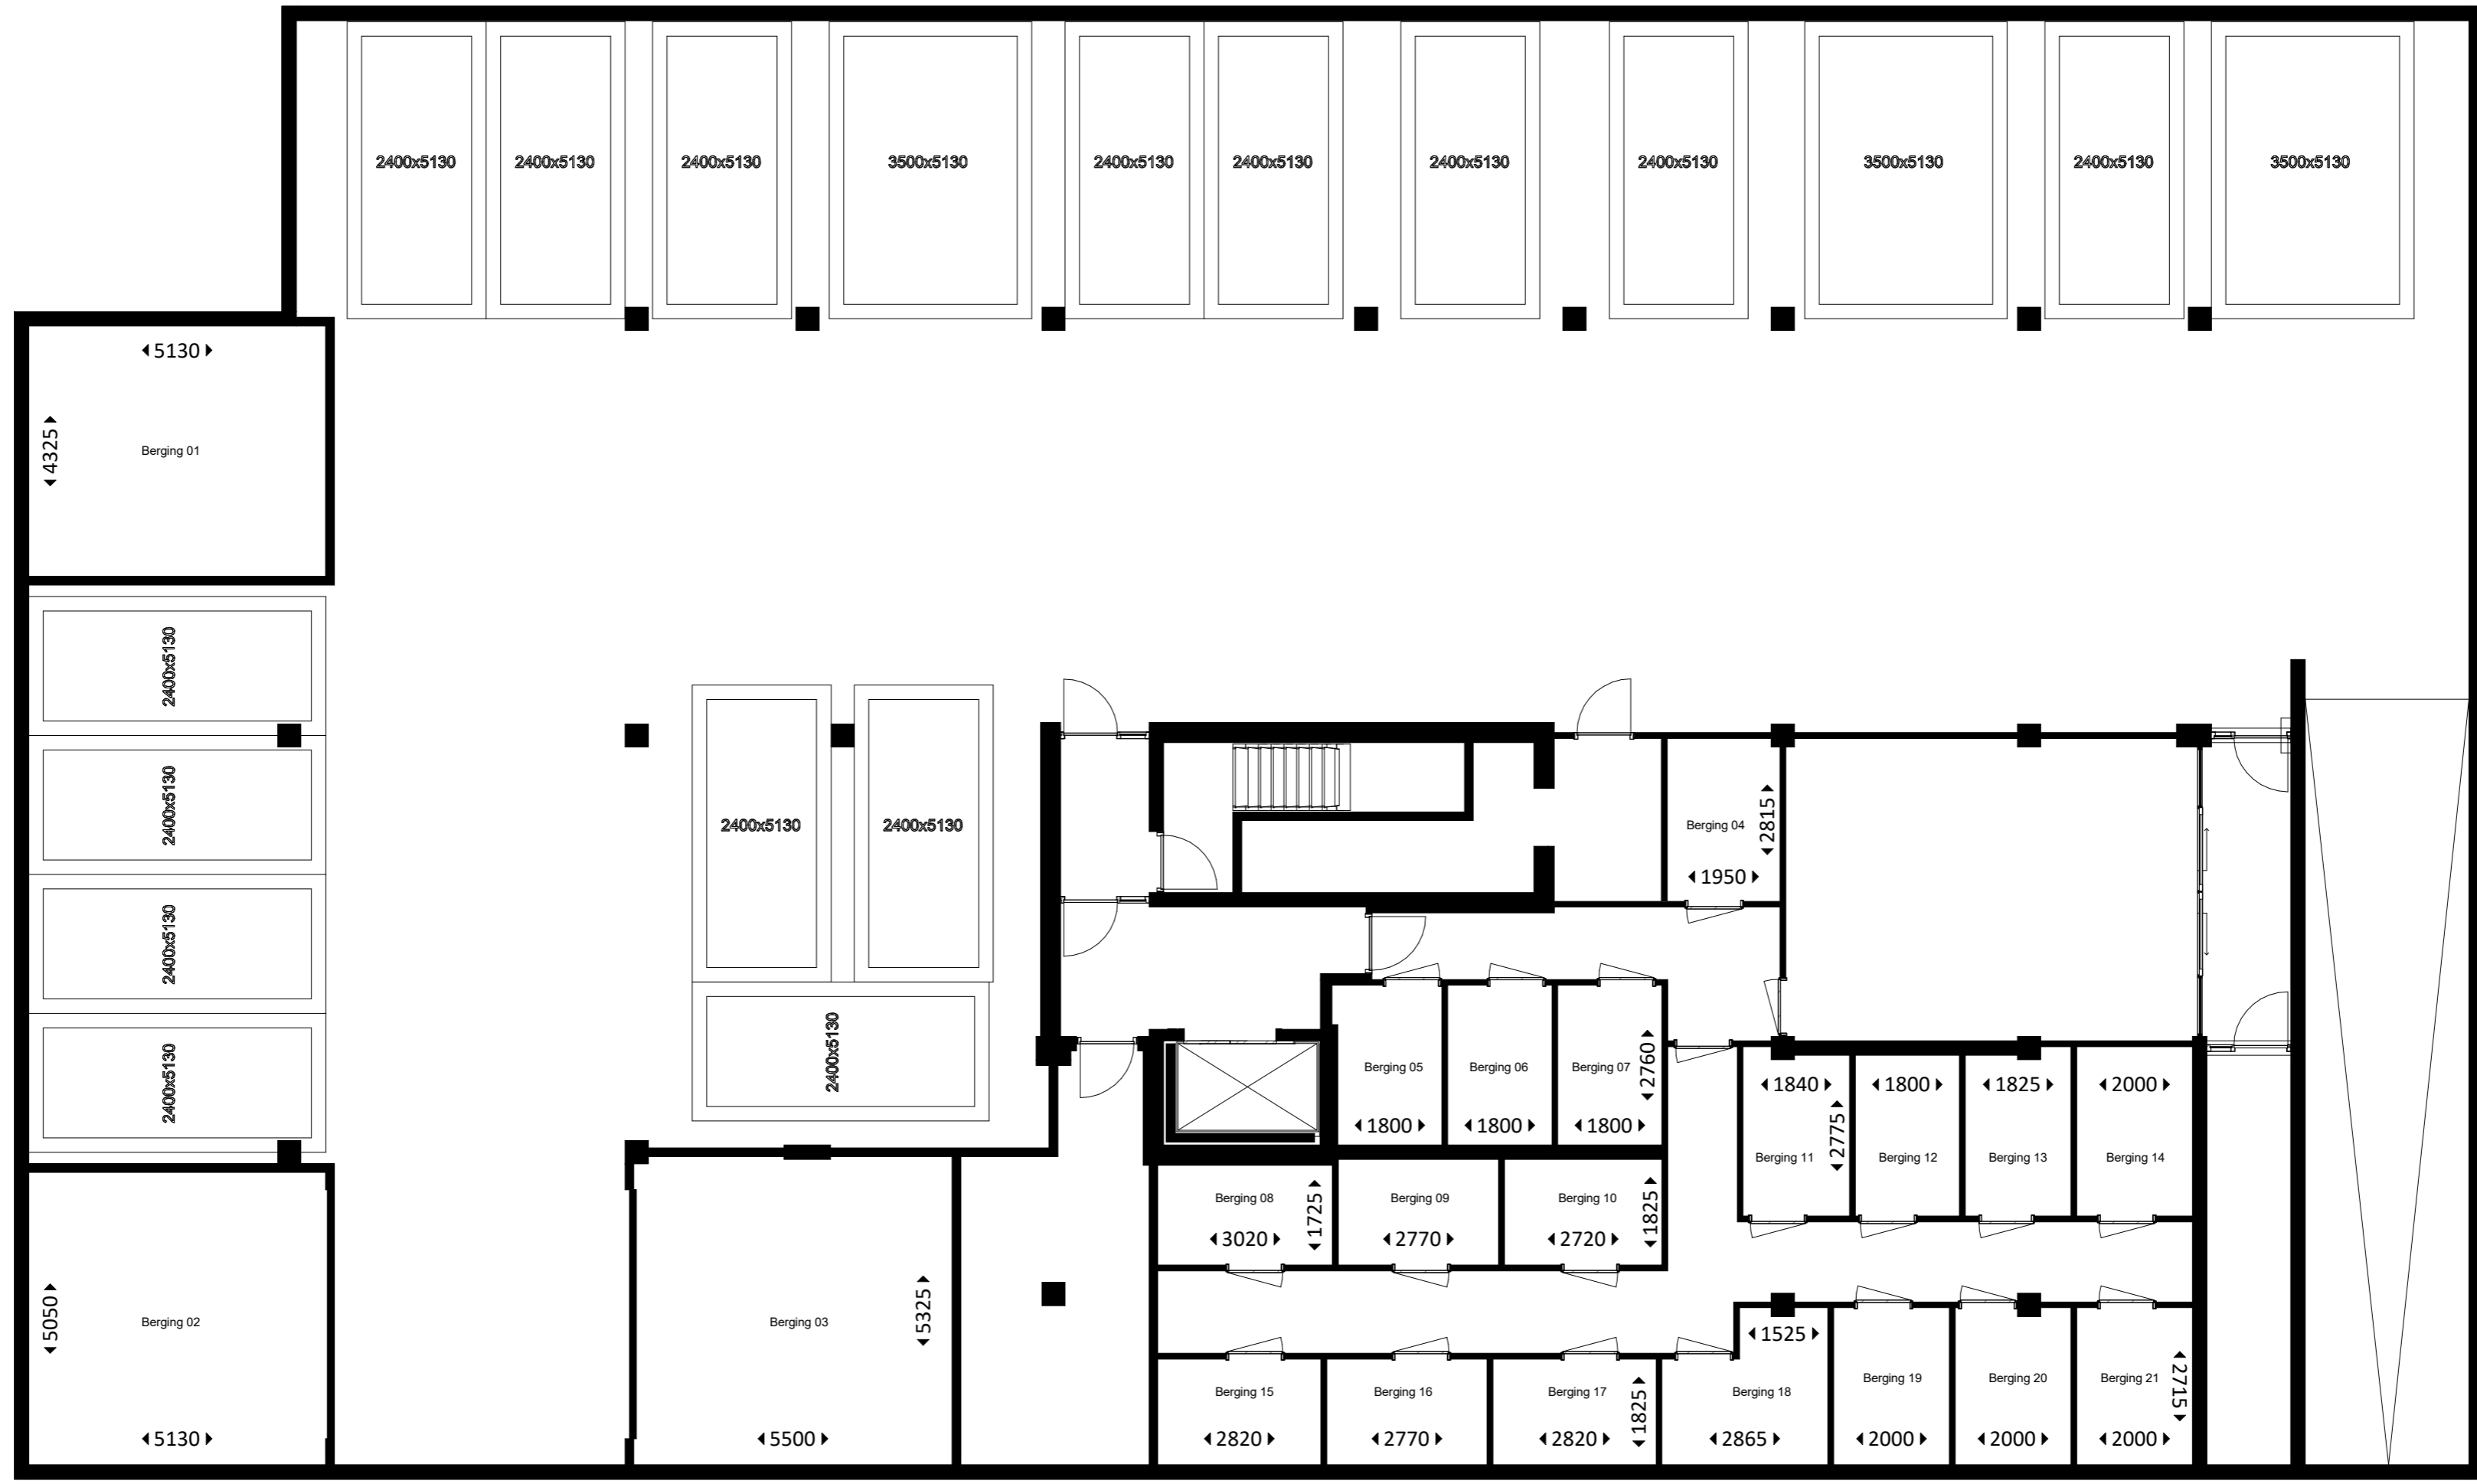 2400x5130
2400x5130
2400x5130
3500x5130
2400x5130
2400x5130
2400x5130
2400x5130
3500x5130
2400x5130
3500x5130
5130
4325
Berging 01
2400x5130
2400x5130
2400x5130
2400x5130
2400x5130
2400x5130
2400x5130
Berging 04
2815
1950
Berging 05
1800
Berging 06
1800
Berging 07
2760
1800
1840
2775
Berging 11
1800
Berging 12
1825
Berging 13
2000
Berging 14
Berging 08
1725
3020
Berging 09
2770
Berging 10
1825
2720
5050
Berging 02
5130
Berging 03
5325
5500
Berging 15
2820
Berging 16
2770
Berging 17
1825
2820
1525
Berging 18
2865
Berging 19
2000
Berging 20
2000
Berging 21
2715
2000